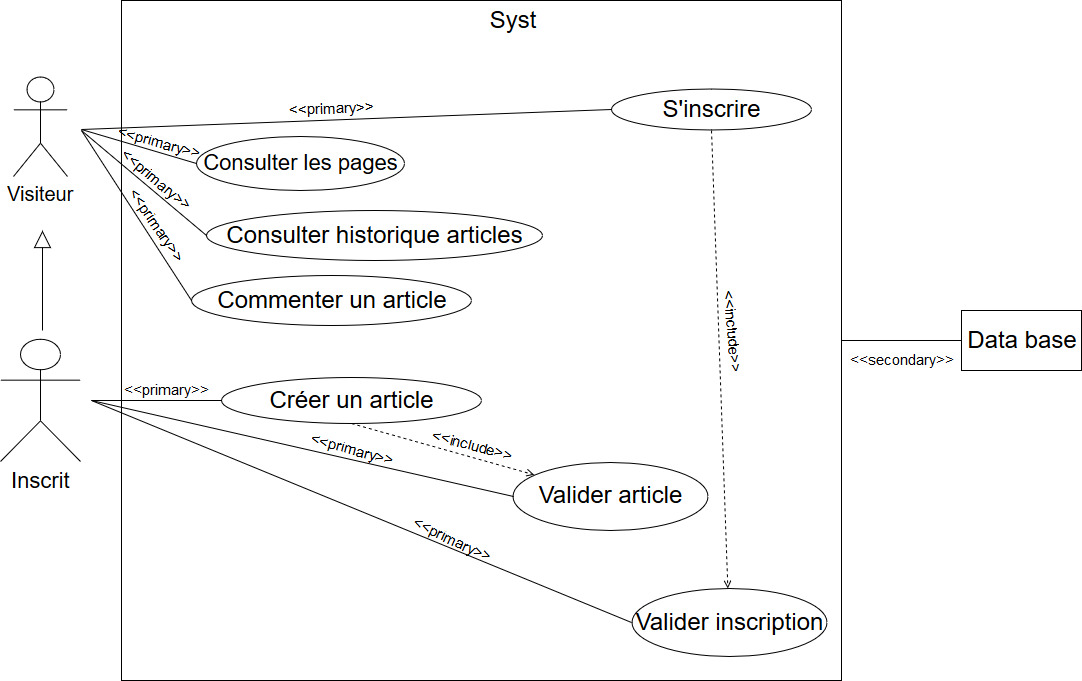 Syst
<<primary>>
S'inscrire
<<primary>>
Consulter les pages
Visiteur
<<primary>>
Consulter historique articles
<<primary>>
Commenter un article
<<include>>
Data base
<<secondary>>
<<primary>>
Créer un article
<<primary>>
<<include>>
Inscrit
Valider article
<<primary>>
Valider inscription